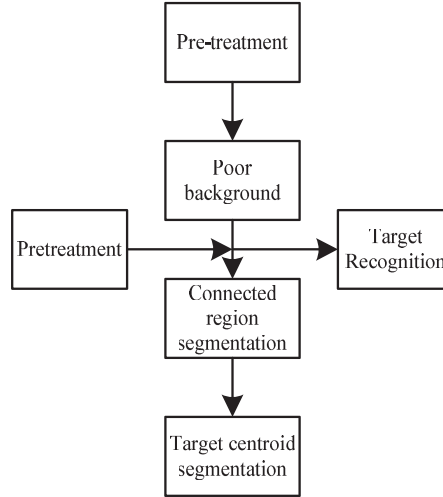 Pre-treatment
Poor
background
Pretreatment
Target
Recognition
Connected
region
segmentation
Target centroid
segmentation